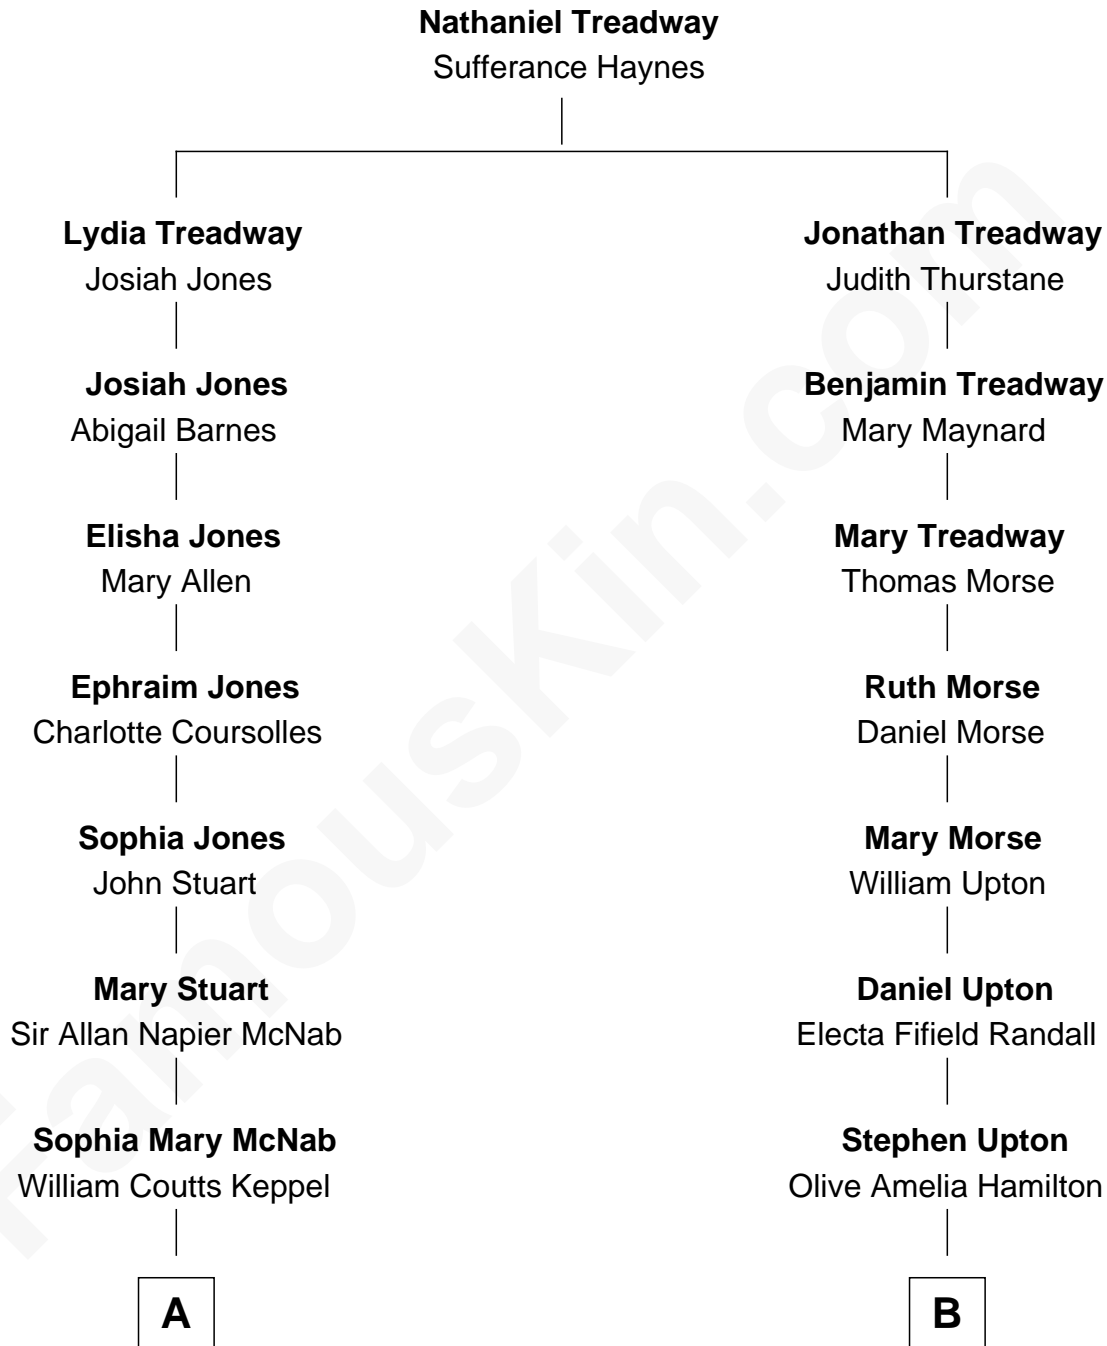 Nathaniel Treadway
Sufferance Haynes
Lydia Treadway
Josiah Jones
Jonathan Treadway
Judith Thurstane
Josiah Jones
Abigail Barnes
Benjamin Treadway
Mary Maynard
Elisha Jones
Mary Allen
Mary Treadway
Thomas Morse
Ephraim Jones
Charlotte Coursolles
Ruth Morse
Daniel Morse
Sophia Jones
John Stuart
Mary Morse
William Upton
Mary Stuart
Sir Allan Napier McNab
Daniel Upton
Electa Fifield Randall
Sophia Mary McNab
William Coutts Keppel
Stephen Upton
Olive Amelia Hamilton
A
B
FamousKin.com